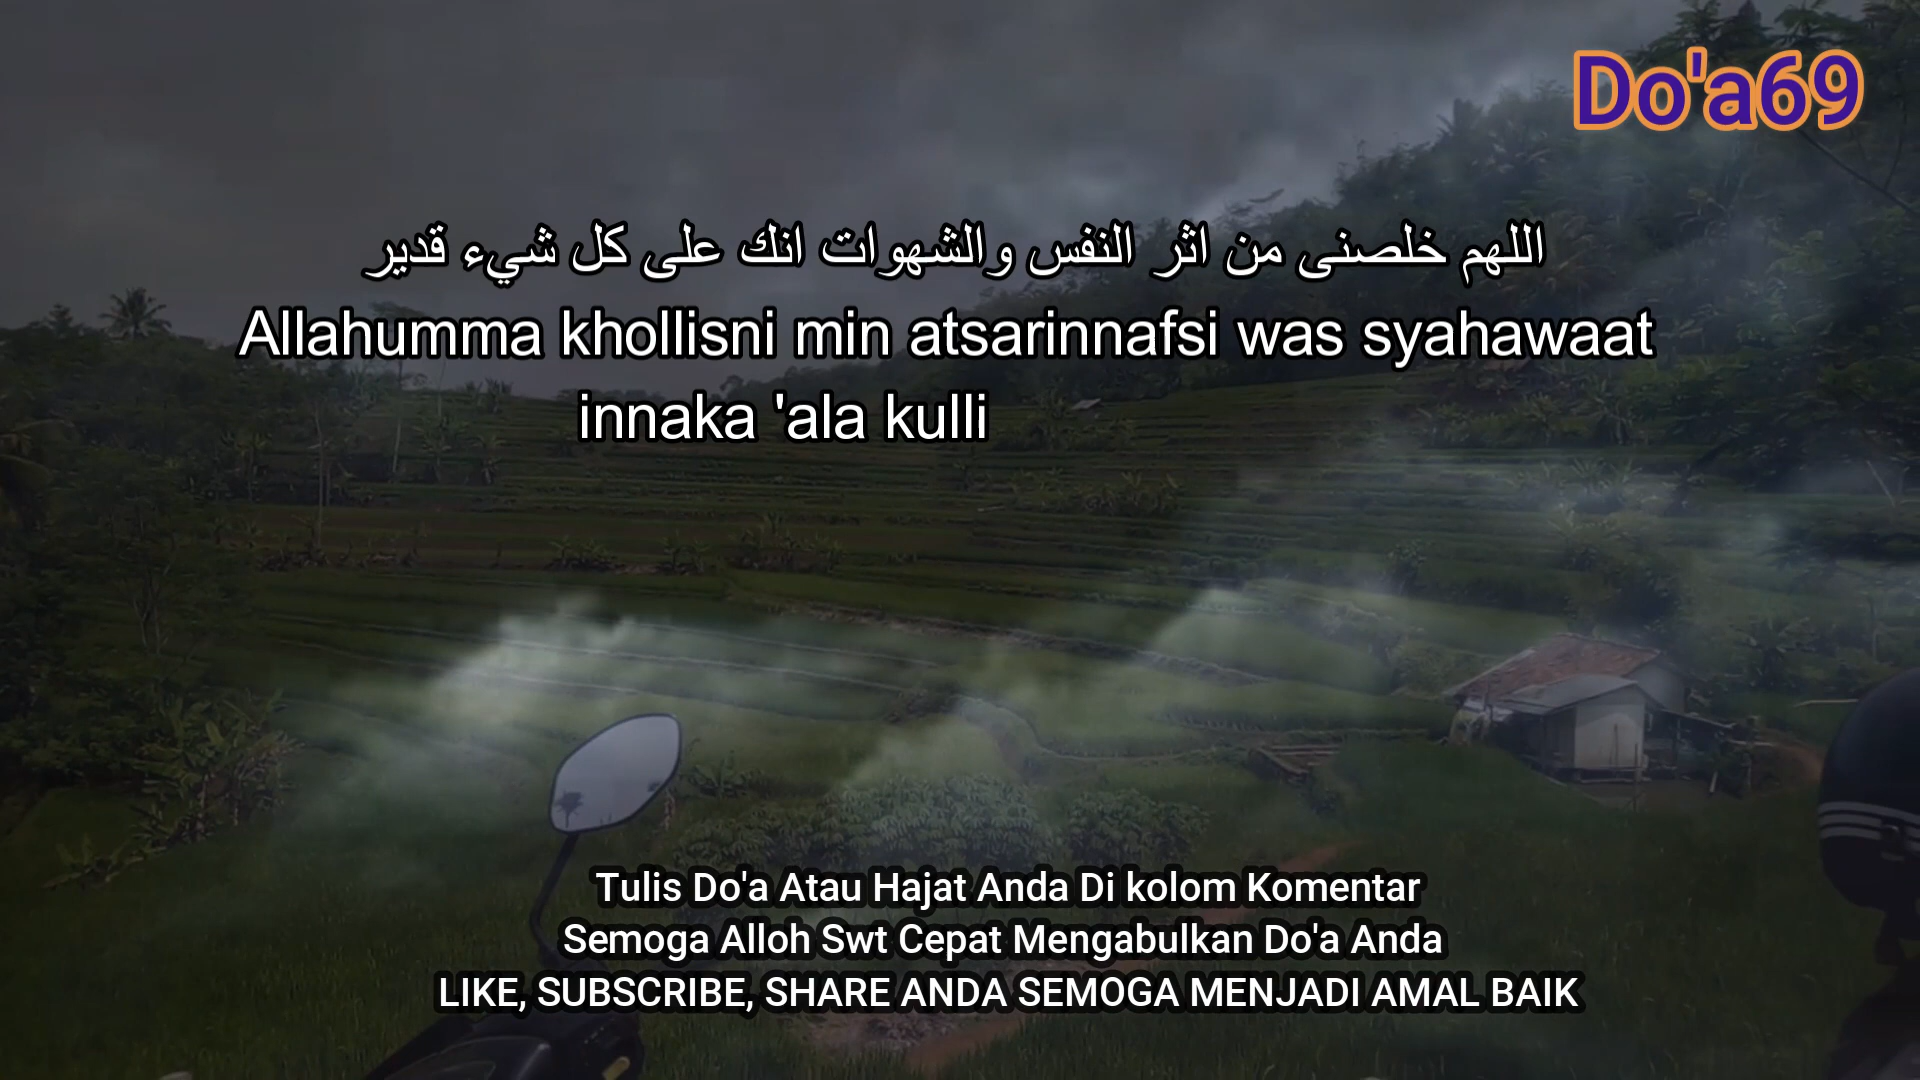 Do'a69
اللهم خلصنى من اثر النفس والشهوات انك على كل شيء قدير
Allahumma khollisni min atsarinnafsi was syahawaat
innaka 'ala kulli
Tulis Do'a Atau Hajat Anda Di kolom Komentar
Semoga Alloh Swt Cepat Mengabulkan Do'a Anda
LIKE, SUBSCRIBE, SHARE ANDA SEMOGA MENJADI AMAL BAIK